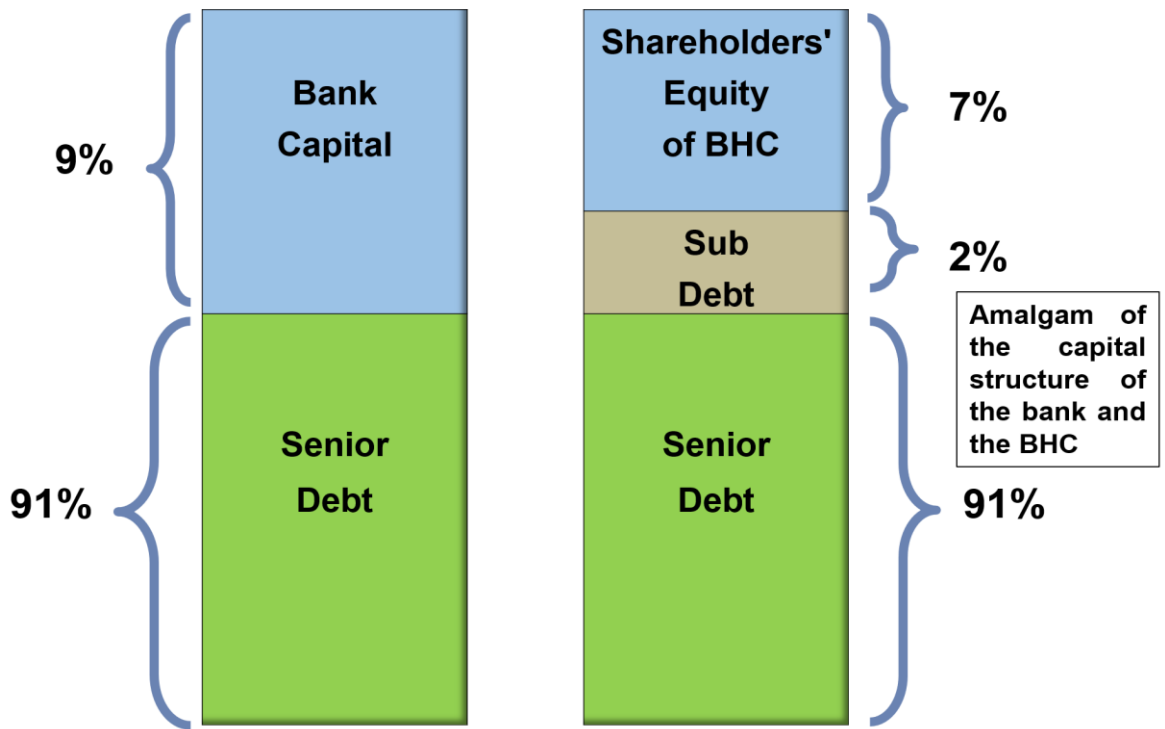 9%
Bank
Capital
91%
Senior
Debt
Shareholders'
Equity
of BHC
7%
Sub
Debt
2%
Amalgam of
the capital
structure of
the bank and
the BHC
Senior
Debt
91%